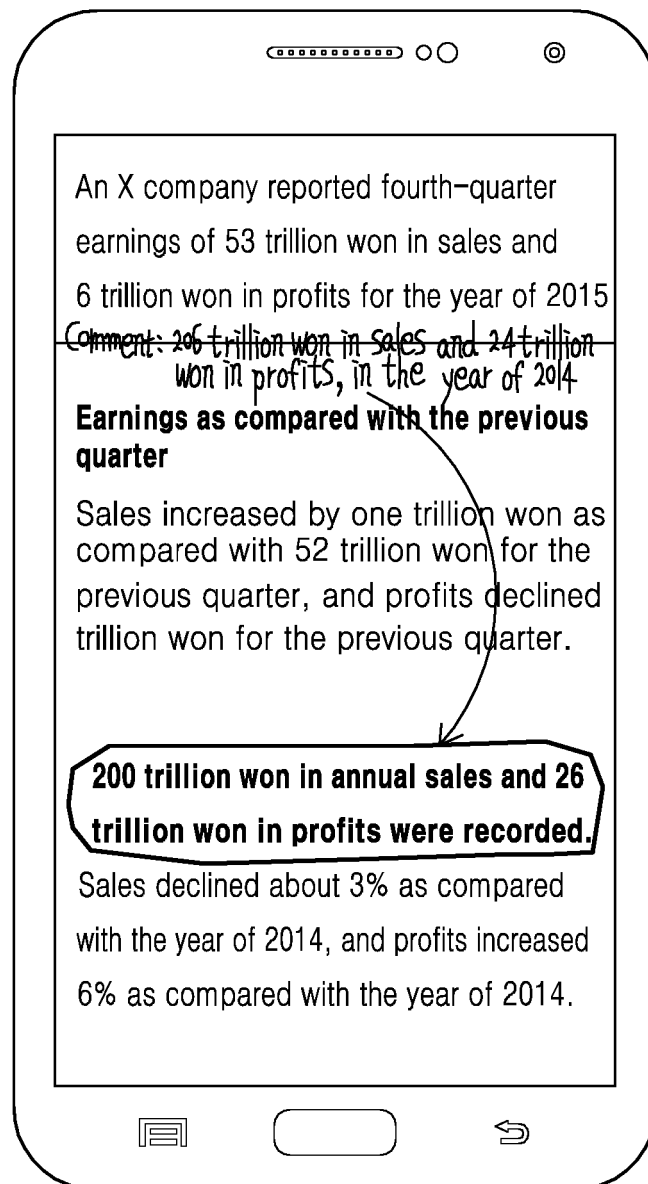 An X company reported fourth-quarter
earnings of 53 trillion won in sales and
6 trillion won in profits for the year of 2015
Comment: 206 trillion won in sales and 24 trillion
won in profits, in the year of 2014
Earnings as compared with the previous
quarter
Sales increased by one trillion won as
compared with 52 trillion won for the
previous quarter, and profits declined
trillion won for the previous quarter.
200 trillion won in annual sales and 26
trillion won in profits were recorded.
Sales declined about 3% as compared
with the year of 2014, and profits increased
6% as compared with the year of 2014.